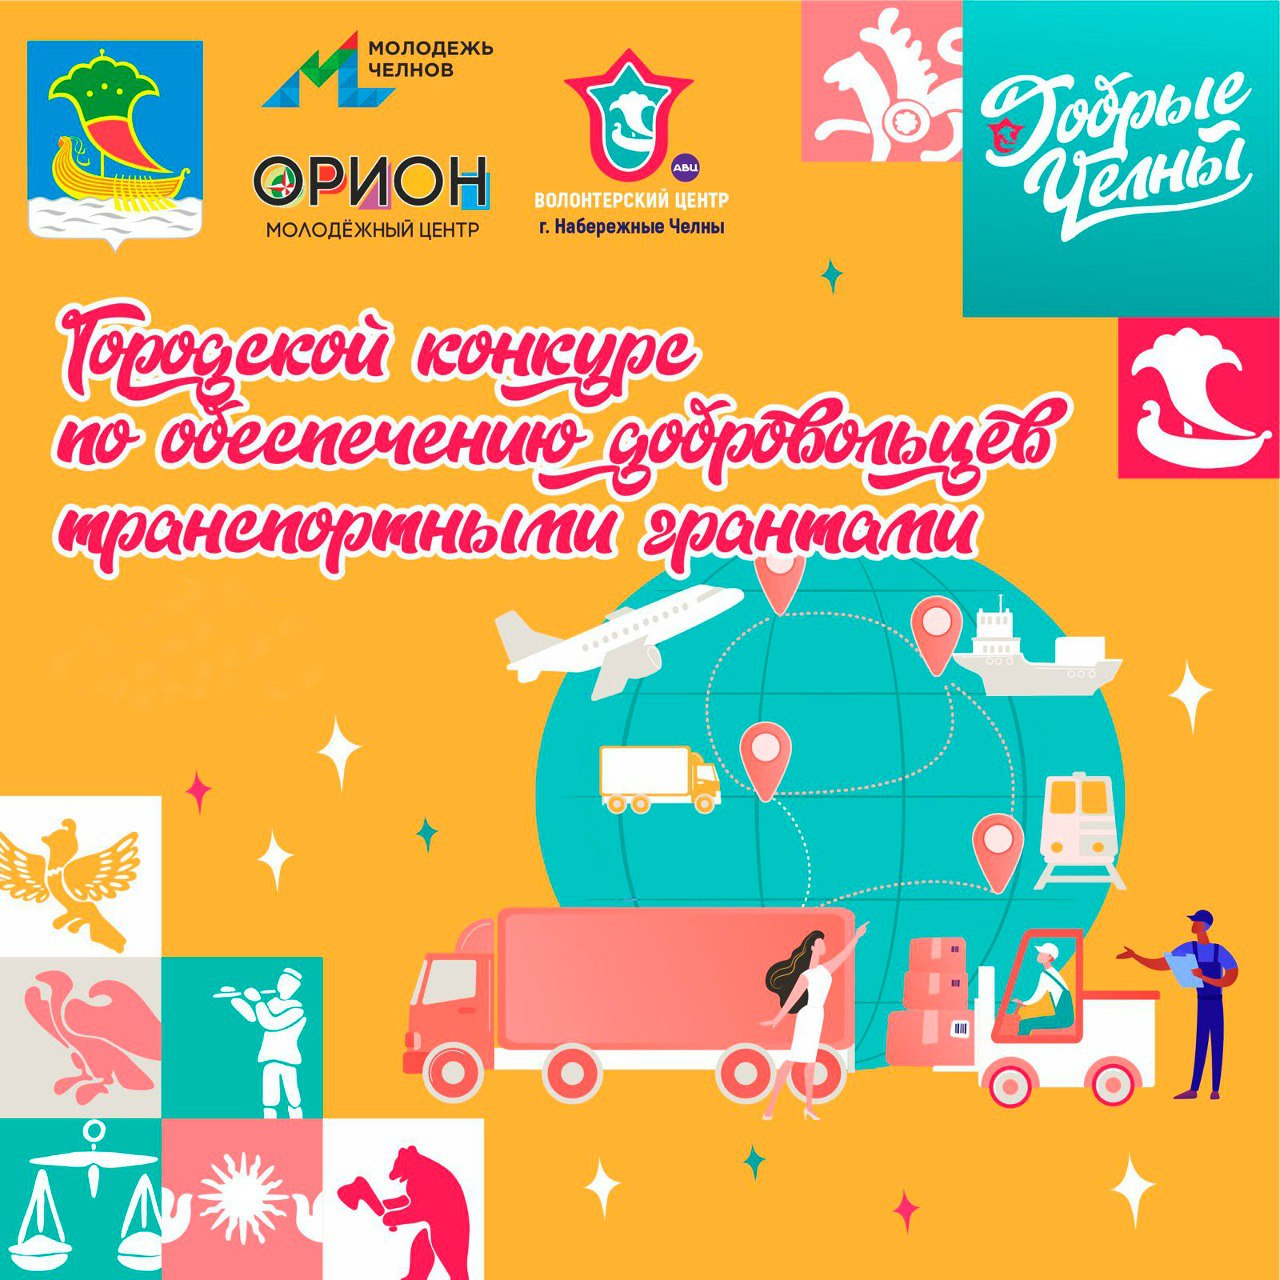 МОЛОДЕЖЬ
ЧЕЛНОВ
ОРИОН
МОЛОДЁЖНЫЙ ЦЕНТР
АВЦ
ВОЛОНТЕРСКИЙ ЦЕНТР
г. Набережные Челны
Добрые
Челны
Городской конкурс
по обеспечению добровольцев
транспортными грантами